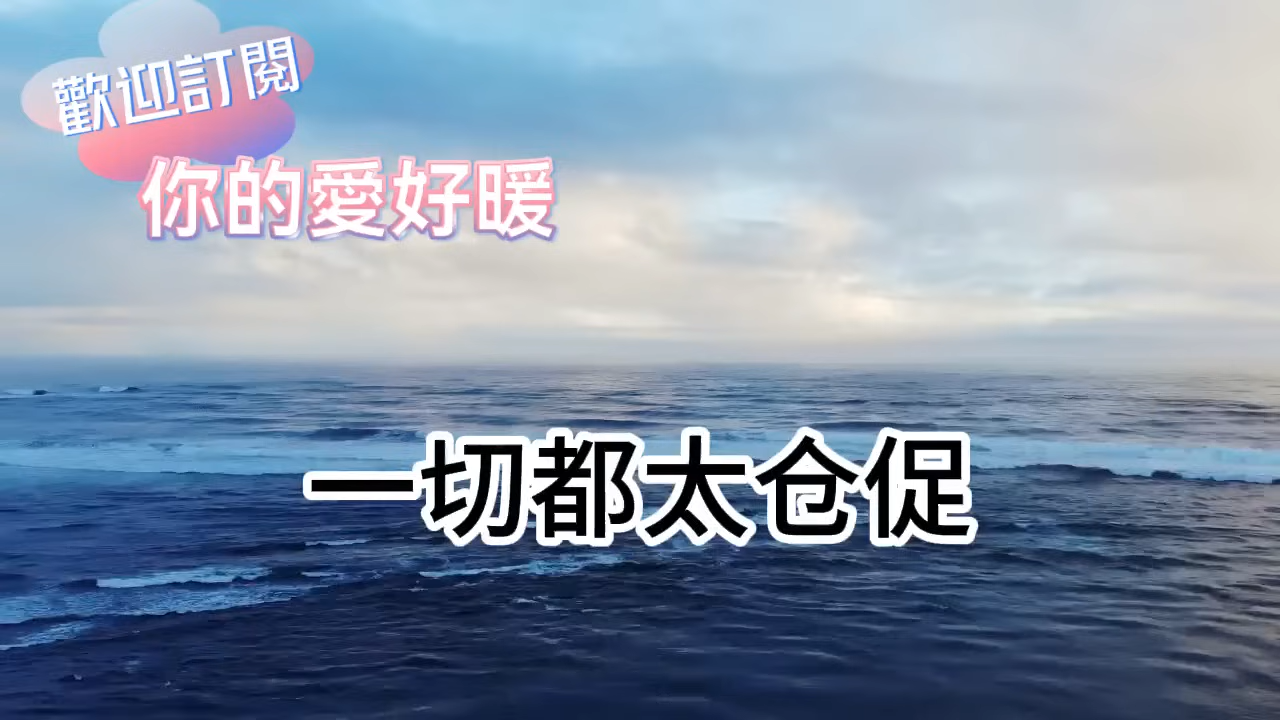 歡迎訂閱
你的愛好暖
一切都太仓促